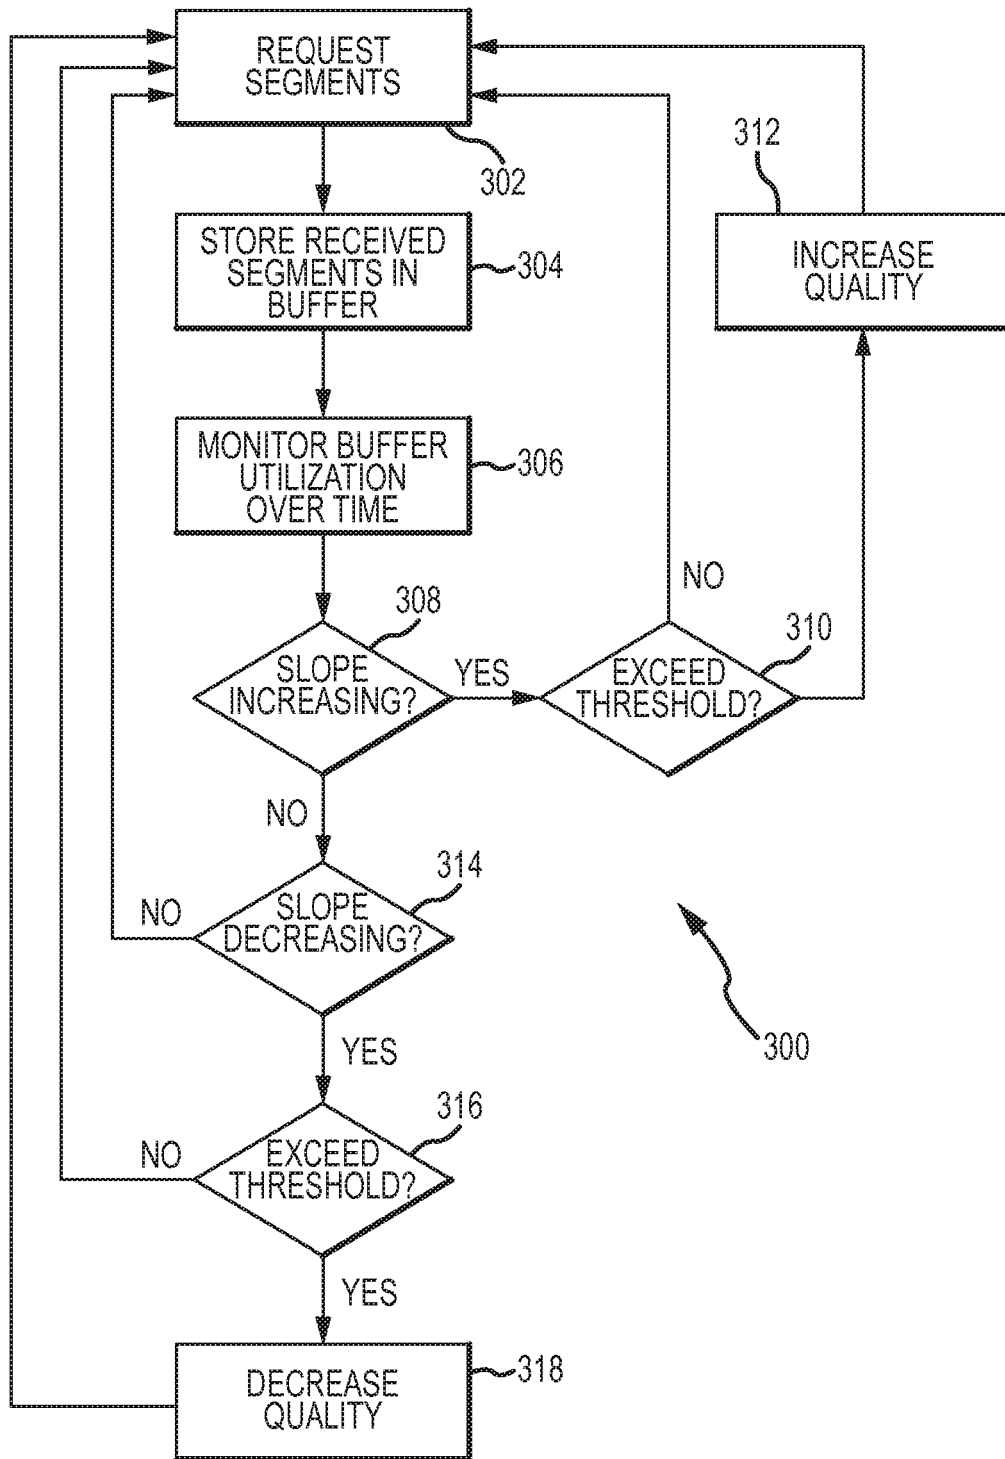 REQUEST
SEGMENTS
302
312
STORE RECEIVED
SEGMENTS IN
BUFFER
304
INCREASE
QUALITY
MONITOR BUFFER
UTILIZATION
OVER TIME
306
NO
308
310
SLOPE
INCREASING?
YES
EXCEED
THRESHOLD?
NO
314
NO
SLOPE
DECREASING?
300
YES
316
NO
EXCEED
THRESHOLD?
YES
318
DECREASE
QUALITY